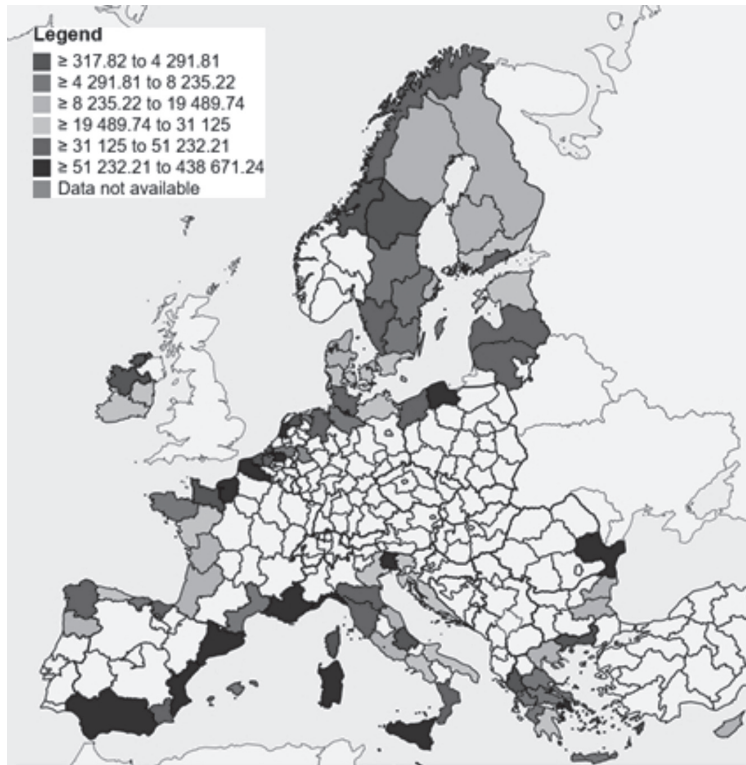 Legend
≥ 317.82 to 4 291.81
≥ 4 291.81 to 8 235.22
≥ 8 235.22 to 19 489.74
≥ 19 489.74 to 31 125
≥ 31 125 to 51 232.21
≥ 51 232.21 to 438 671.24
Data not available